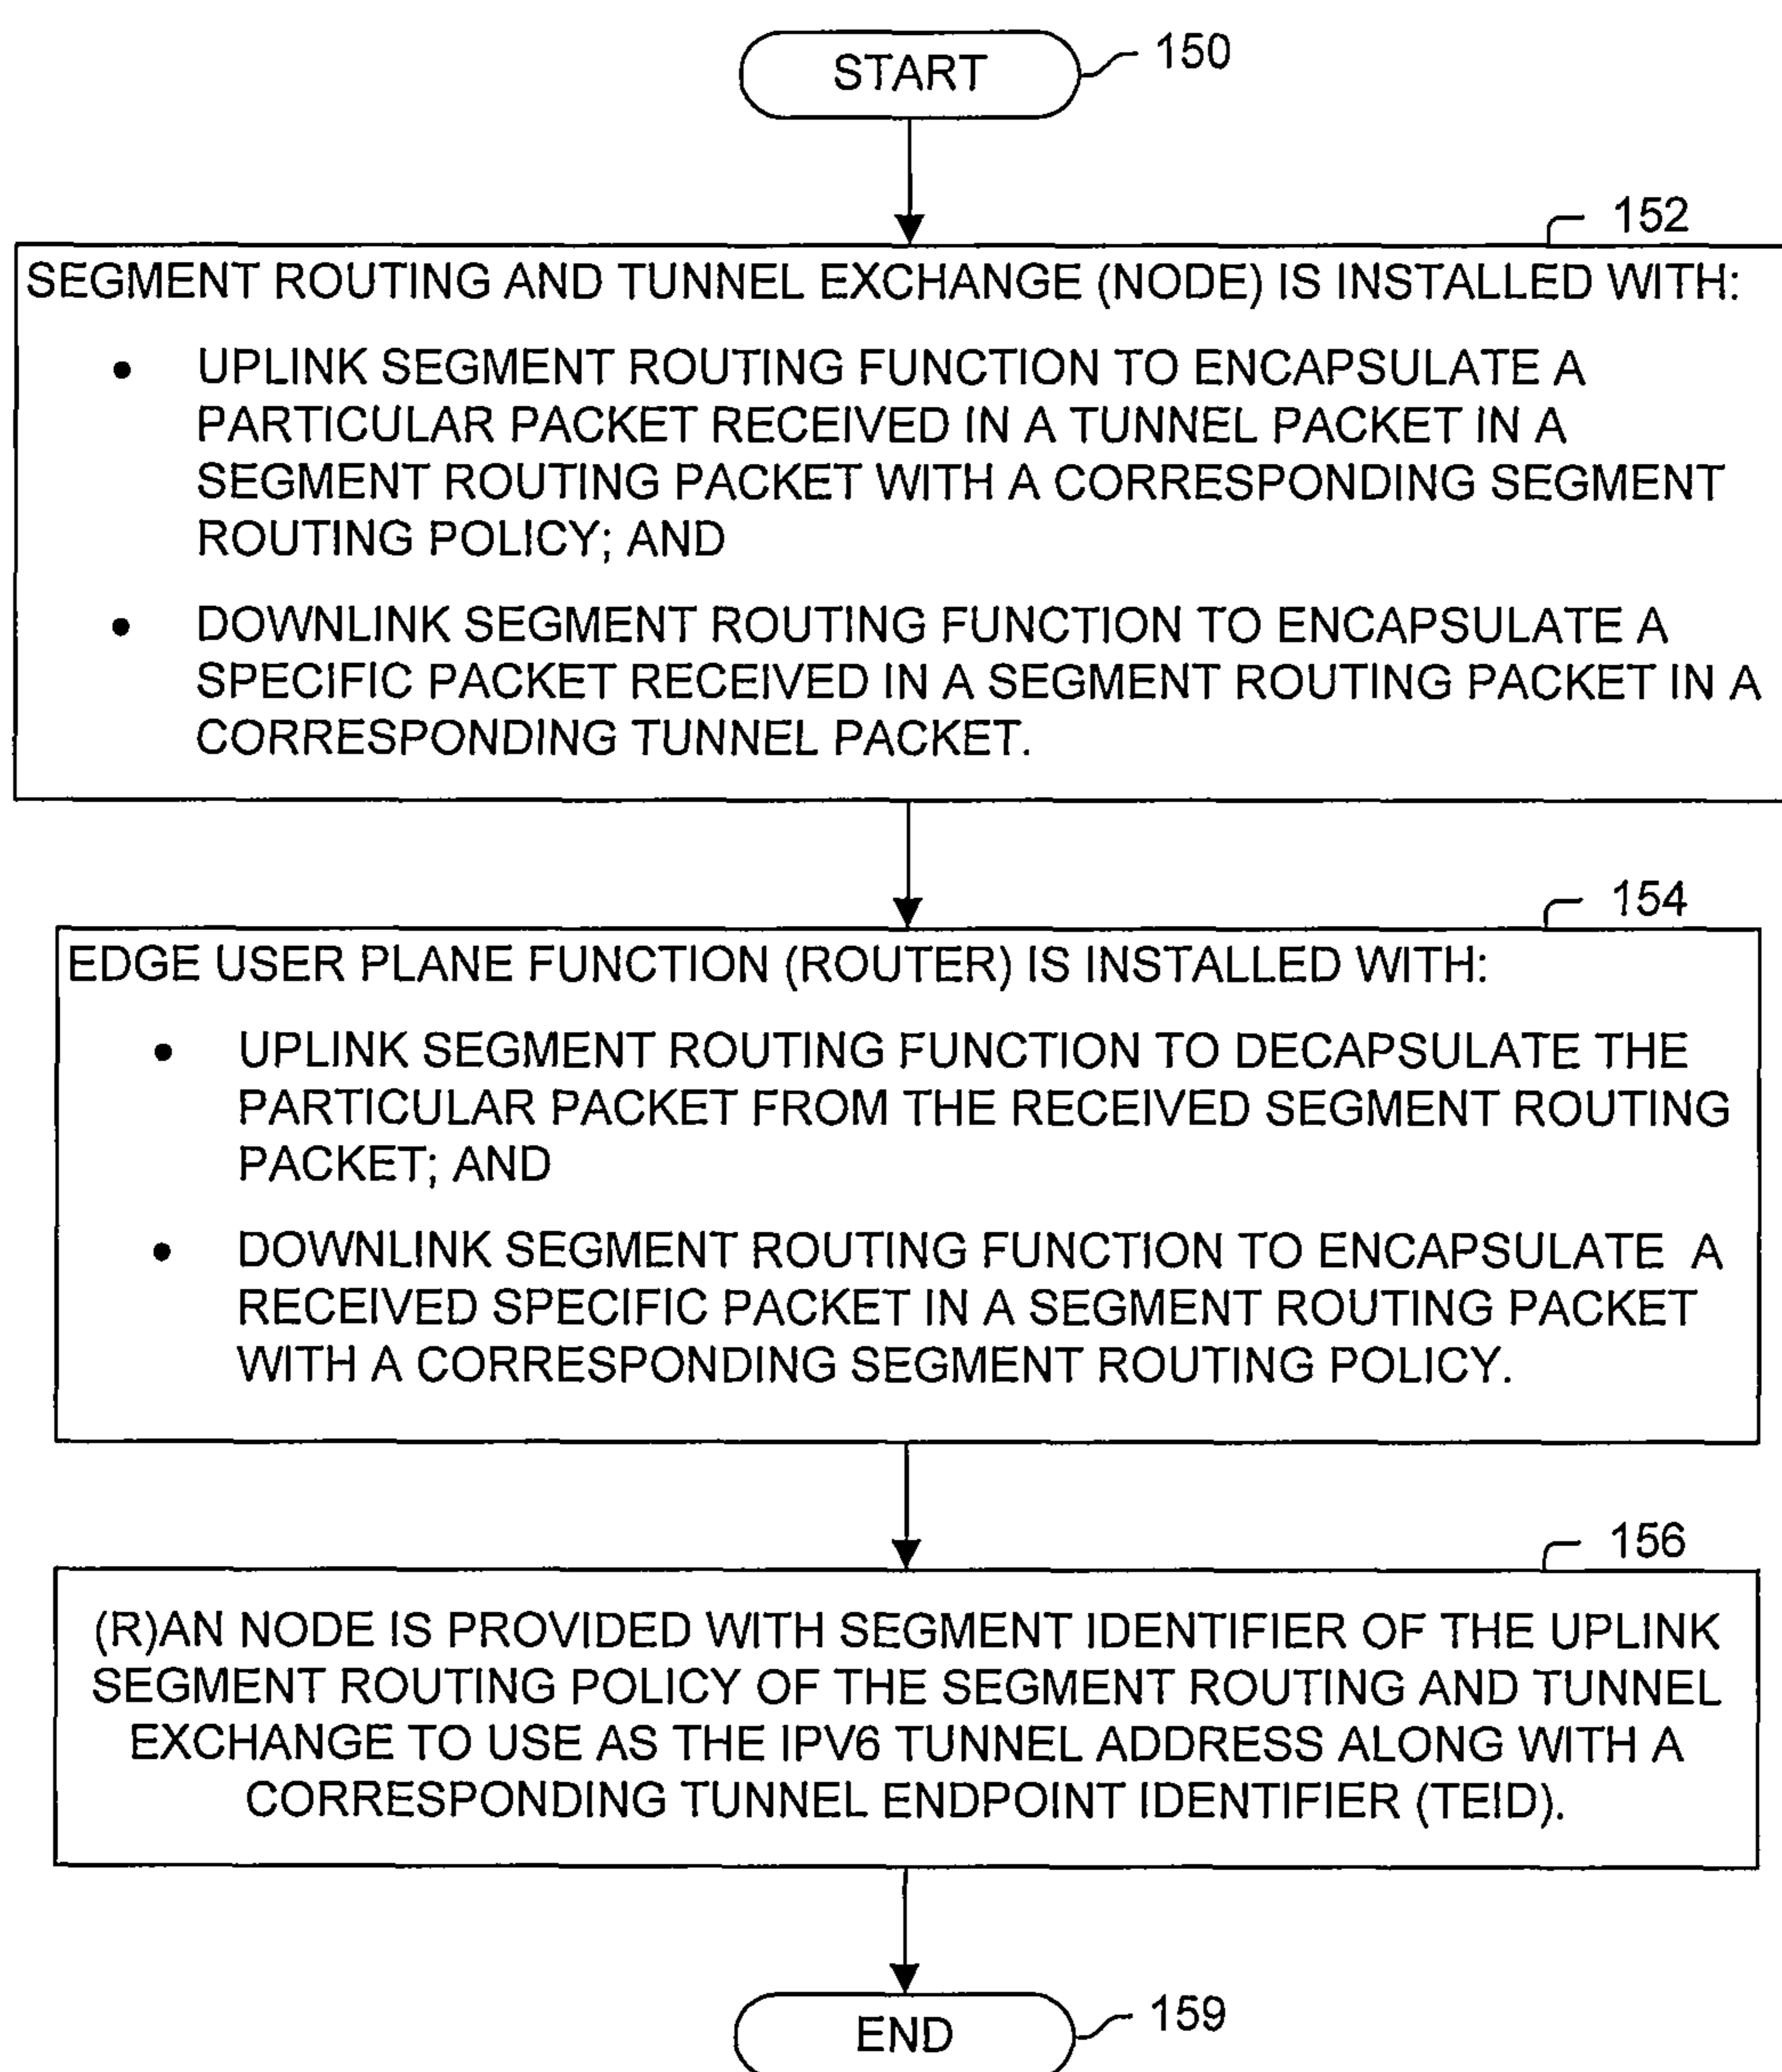 START
150
152
SEGMENT ROUTING AND TUNNEL EXCHANGE (NODE) IS INSTALLED WITH:
• UPLINK SEGMENT ROUTING FUNCTION TO ENCAPSULATE A
PARTICULAR PACKET RECEIVED IN A TUNNEL PACKET IN A
SEGMENT ROUTING PACKET WITH A CORRESPONDING SEGMENT
ROUTING POLICY; AND
• DOWNLINK SEGMENT ROUTING FUNCTION TO ENCAPSULATE A
SPECIFIC PACKET RECEIVED IN A SEGMENT ROUTING PACKET IN A
CORRESPONDING TUNNEL PACKET.
154
EDGE USER PLANE FUNCTION (ROUTER) IS INSTALLED WITH:
• UPLINK SEGMENT ROUTING FUNCTION TO DECAPSULATE THE
PARTICULAR PACKET FROM THE RECEIVED SEGMENT ROUTING
PACKET; AND
• DOWNLINK SEGMENT ROUTING FUNCTION TO ENCAPSULATE A
RECEIVED SPECIFIC PACKET IN A SEGMENT ROUTING PACKET
WITH A CORRESPONDING SEGMENT ROUTING POLICY.
156
(R)AN NODE IS PROVIDED WITH SEGMENT IDENTIFIER OF THE UPLINK
SEGMENT ROUTING POLICY OF THE SEGMENT ROUTING AND TUNNEL
EXCHANGE TO USE AS THE IPV6 TUNNEL ADDRESS ALONG WITH A
CORRESPONDING TUNNEL ENDPOINT IDENTIFIER (TEID).
END
159